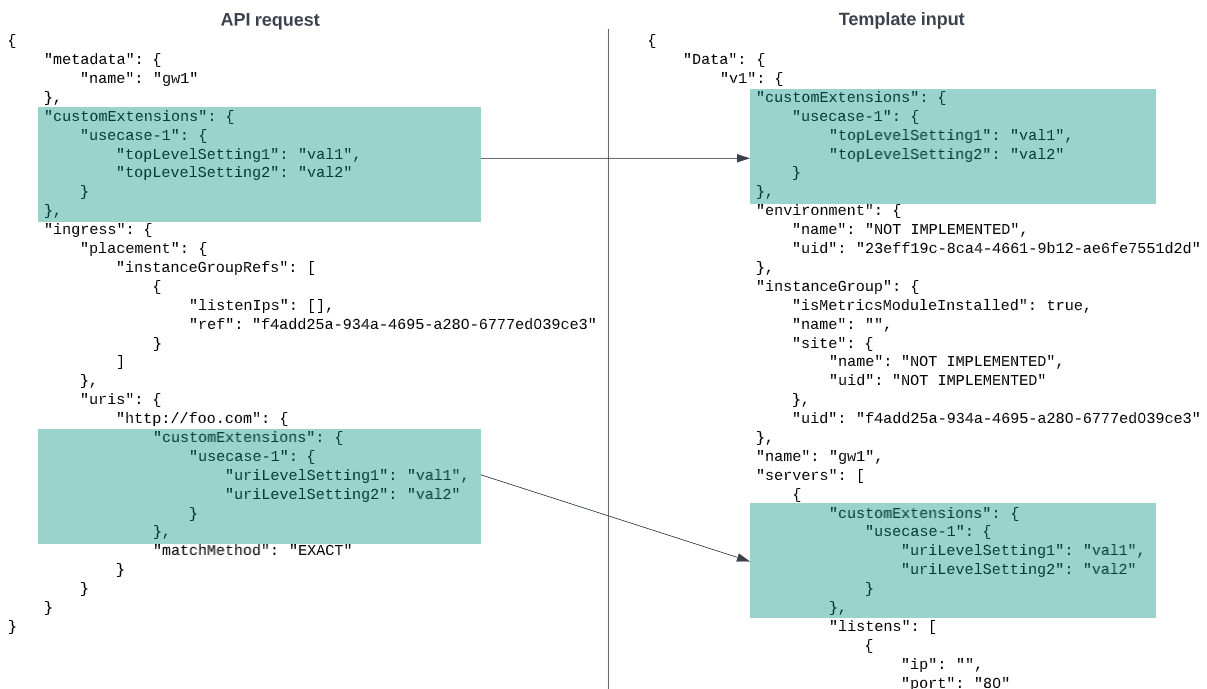 API request
{
    "metadata": {
        "name": "gw1"
    },
    "customExtensions": {
        "usecase-1": {
            "topLevelSetting1": "val1",
            "topLevelSetting2": "val2"
        }
    },
    "ingress": {
        "placement": {
            "instanceGroupRefs": [
                {
                    "listenIps": [],
                    "ref": "f4add25a-934a-4695-a280-6777ed039ce3"
                }
            ]
        },
        "uris": {
            "http://foo.com": {
                "customExtensions": {
                    "usecase-1": {
                        "uriLevelSetting1": "val1",
                        "uriLevelSetting2": "val2"
                    }
                },
                "matchMethod": "EXACT"
            }
        }
    }
}
Template input
{
    "Data": {
        "v1": {
            "customExtensions": {
                "usecase-1": {
                    "topLevelSetting1": "val1",
                    "topLevelSetting2": "val2"
                }
            },
            "environment": {
                "name": "NOT IMPLEMENTED",
                "uid": "23eff19c-8ca4-4661-9b12-ae6fe7551d2d"
            },
            "instanceGroup": {
                "isMetricsModuleInstalled": true,
                "name": "",
                "site": {
                    "name": "NOT IMPLEMENTED",
                    "uid": "NOT IMPLEMENTED"
                },
                "uid": "f4add25a-934a-4695-a280-6777ed039ce3"
            },
            "name": "gw1",
            "servers": [
                {
                    "customExtensions": {
                        "usecase-1": {
                            "uriLevelSetting1": "val1",
                            "uriLevelSetting2": "val2"
                        }
                    },
                    "listens": [
                        {
                            "ip": "",
                            "port": "80"